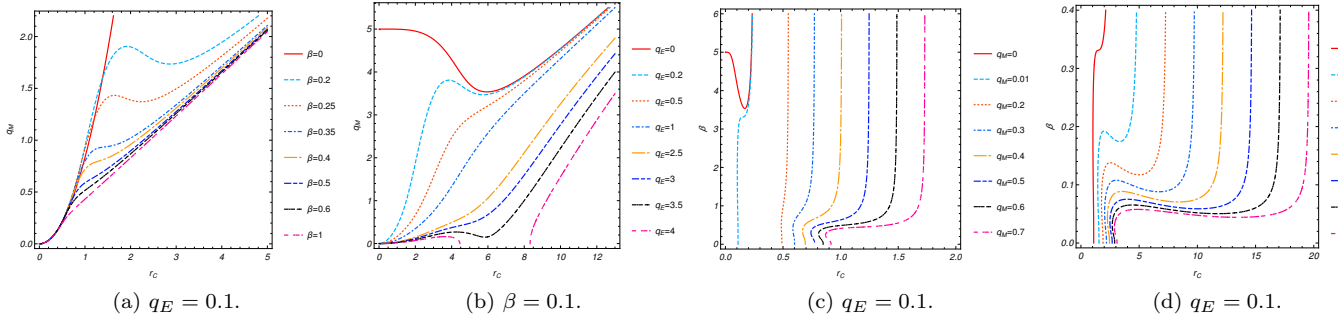 q_M
2.0
1.5
1.0
0.5
0.0
0 1 2 3 4 5
r_C
β=0
β=0.2
β=0.25
β=0.35
β=0.4
β=0.5
β=0.6
β=1
(a) q_E = 0.1.
q_M
5
4
3
2
1
0
0 2 4 6 8 10 12
r_C
q_E=0
q_E=0.2
q_E=0.5
q_E=1
q_E=2.5
q_E=3
q_E=3.5
q_E=4
(b) β = 0.1.
β
6
5
4
3
2
1
0
0.0 0.5 1.0 1.5 2.0
r_C
q_M=0
q_M=0.01
q_M=0.2
q_M=0.3
q_M=0.4
q_M=0.5
q_M=0.6
q_M=0.7
(c) q_E = 0.1.
β
0.4
0.3
0.2
0.1
0.0
0 5 10 15 20
r_C
(d) q_E = 0.1.